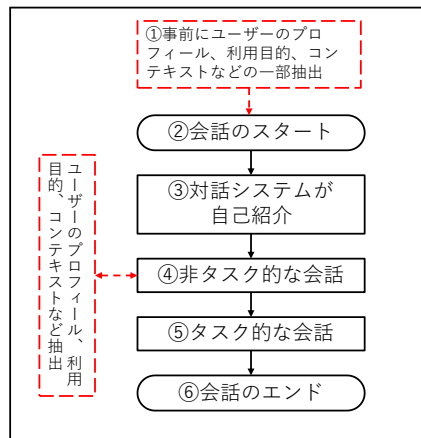 ①事前にユーザーのプロ
フィール、利用目的、コン
テキストなどの一部抽出
②会話のスタート
③対話システムが
自己紹介
ユーザーのプロフィール、利用
目的、コンテキストなど抽出
④非タスク的な会話
⑤タスク的な会話
⑥会話のエンド